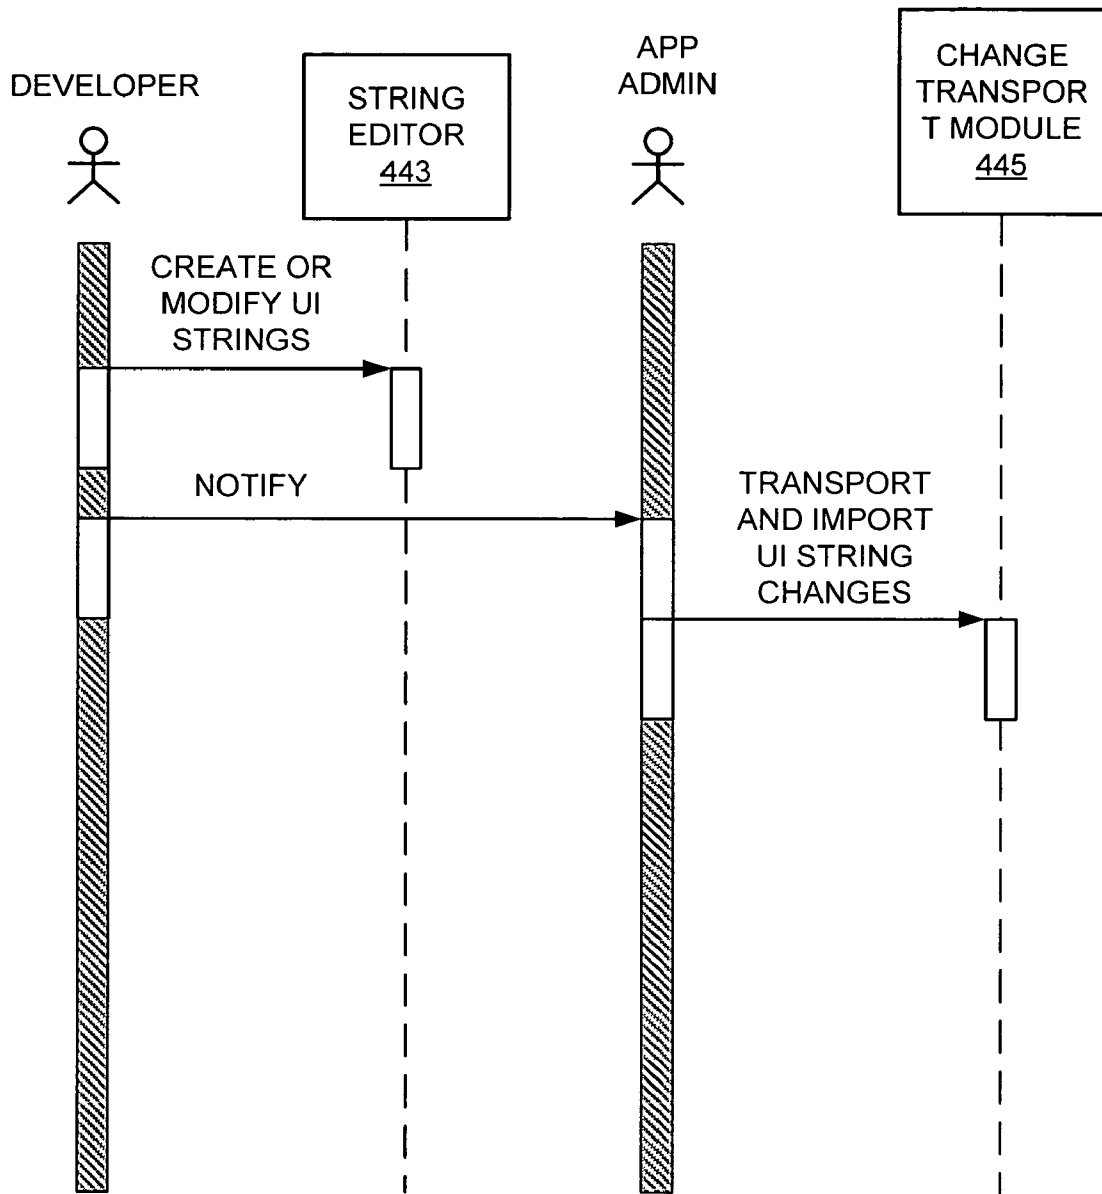 DEVELOPER
STRING
EDITOR
443
APP
ADMIN
CHANGE
TRANSPOR
T MODULE
445
CREATE OR
MODIFY UI
STRINGS
NOTIFY
TRANSPORT
AND IMPORT
UI STRING
CHANGES